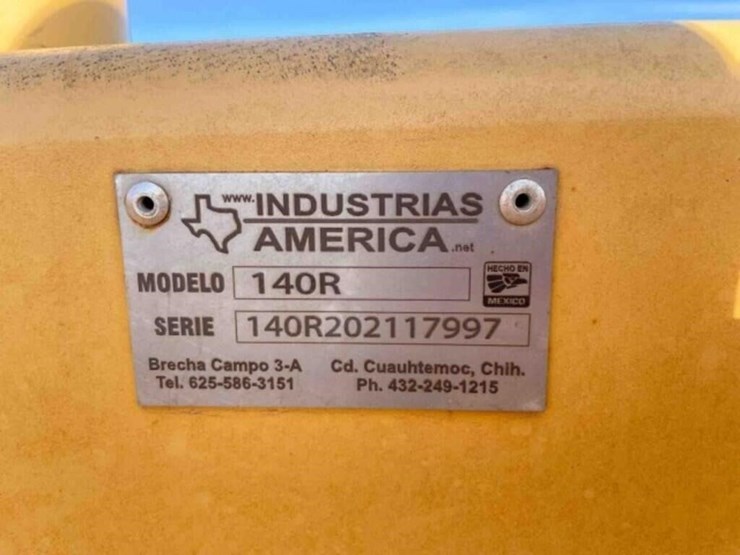 www. INDUSTRIAS
AMERICA .net
MODELO 140R
HECHO EN
MEXICO
SERIE 140R202117997
Brecha Campo 3-A Cd. Cuauhtemoc, Chih.
Tel. 625-586-3151 Ph. 432-249-1215